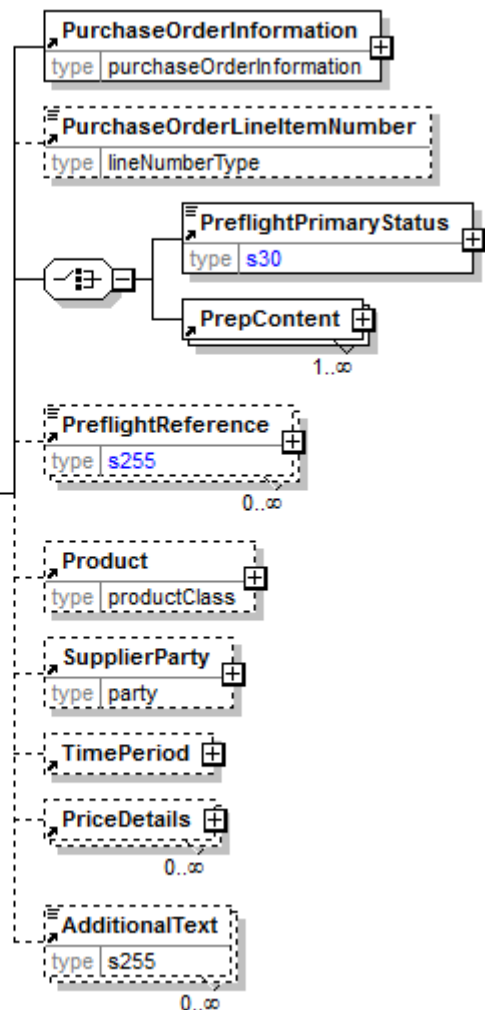 PurchaseOrderInformation
type purchaseOrderInformation
PurchaseOrderLineItemNumber
type lineNumberType
PreflightPrimaryStatus
type s30
PrepContent
1..∞
PreflightReference
type s255
0..∞
Product
type productClass
SupplierParty
type party
TimePeriod
PriceDetails
0..∞
AdditionalText
type s255
0..∞